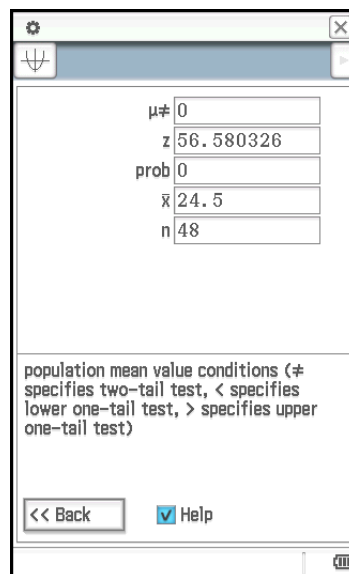 μ≠ 0
z 56.580326
prob 0
x̄ 24.5
n 48
population mean value conditions (≠
specifies two-tail test, < specifies
lower one-tail test, > specifies upper
one-tail test)
<< Back
Help